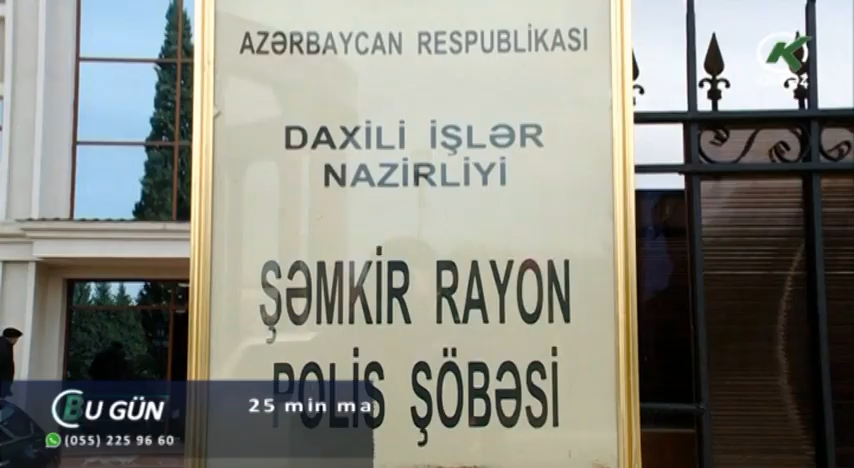 AZƏRBAYCAN RESPUBLİKASI
DAXİLİ İŞLƏR
NAZİRLİYİ
ŞƏMKİR RAYON
POLİS ŞÖBƏSİ
BU GÜN
25 min ma
(055) 225 96 60
K